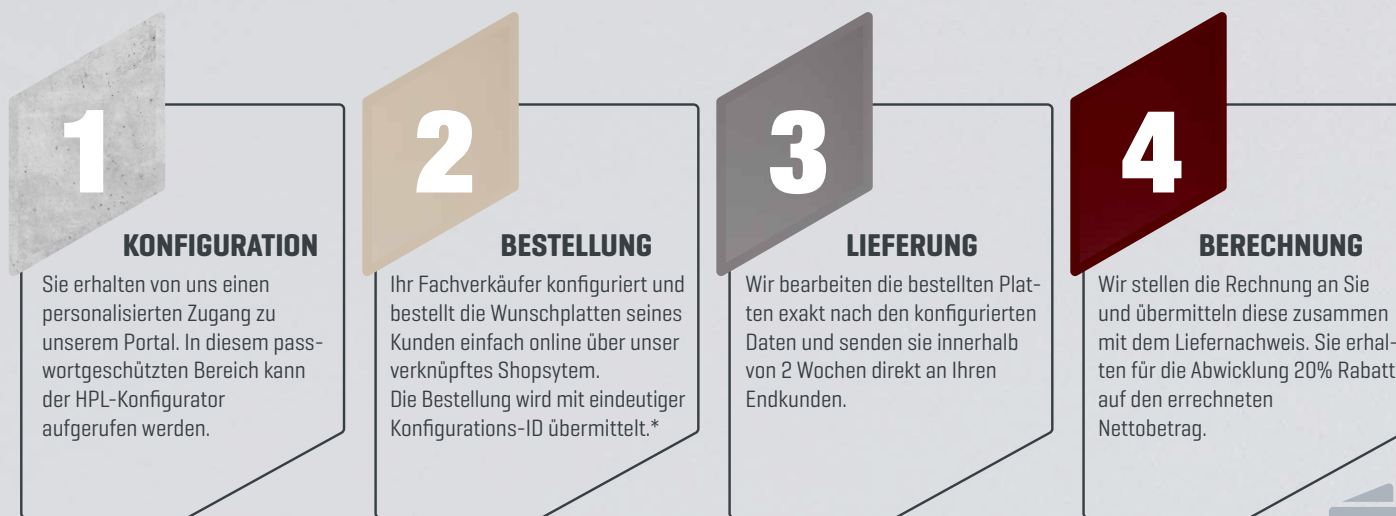 1
KONFIGURATION
Sie erhalten von uns einen
personalisierten Zugang zu
unserem Portal. In diesem pass-
wortgeschützten Bereich kann
der HPL-Konfigurator
aufgerufen werden.
2
BESTELLUNG
Ihr Fachverkäufer konfiguriert und
bestellt die Wunschplatten seines
Kunden einfach online über unser
verknüpftes Shopsytem.
Die Bestellung wird mit eindeutiger
Konfigurations-ID übermittelt.*
3
LIEFERUNG
Wir bearbeiten die bestellten Plat-
ten exakt nach den konfigurierten
Daten und senden sie innerhalb
von 2 Wochen direkt an Ihren
Endkunden.
4
BERECHNUNG
Wir stellen die Rechnung an Sie
und übermitteln diese zusammen
mit dem Liefernachweis. Sie erhal-
ten für die Abwicklung 20% Rabatt
auf den errechneten
Nettobetrag.